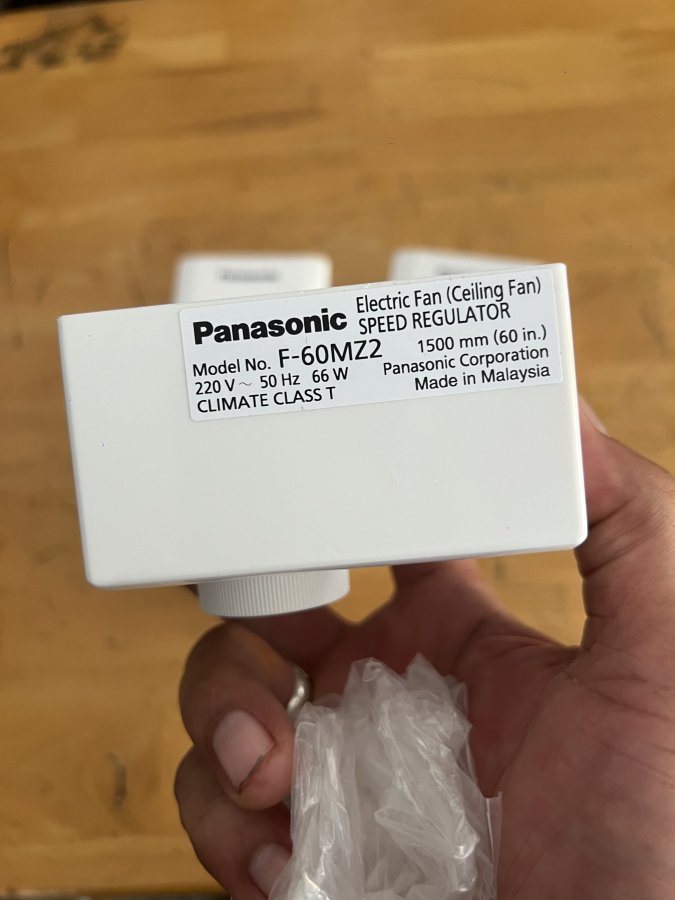 Panasonic
Electric Fan (Ceiling Fan)
SPEED REGULATOR
Model No. F-60MZ2
1500 mm (60 in.)
220 V~ 50 Hz 66 W
Panasonic Corporation
CLIMATE CLASS T
Made in Malaysia
Panasonic